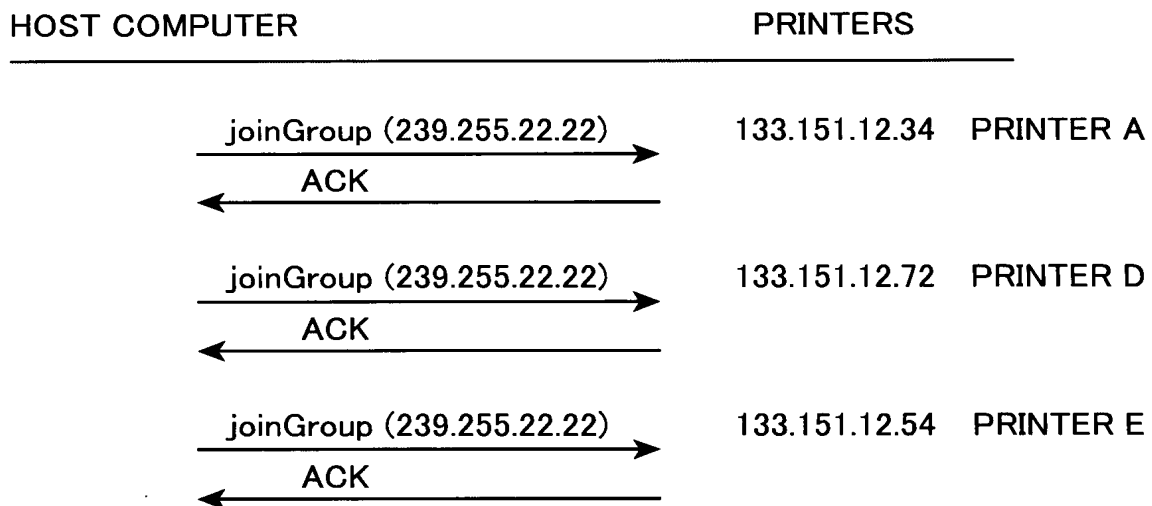 HOST COMPUTER PRINTERS
joinGroup (239.255.22.22) 133.151.12.34 PRINTER A
ACK
joinGroup (239.255.22.22) 133.151.12.72 PRINTER D
ACK
joinGroup (239.255.22.22) 133.151.12.54 PRINTER E
ACK